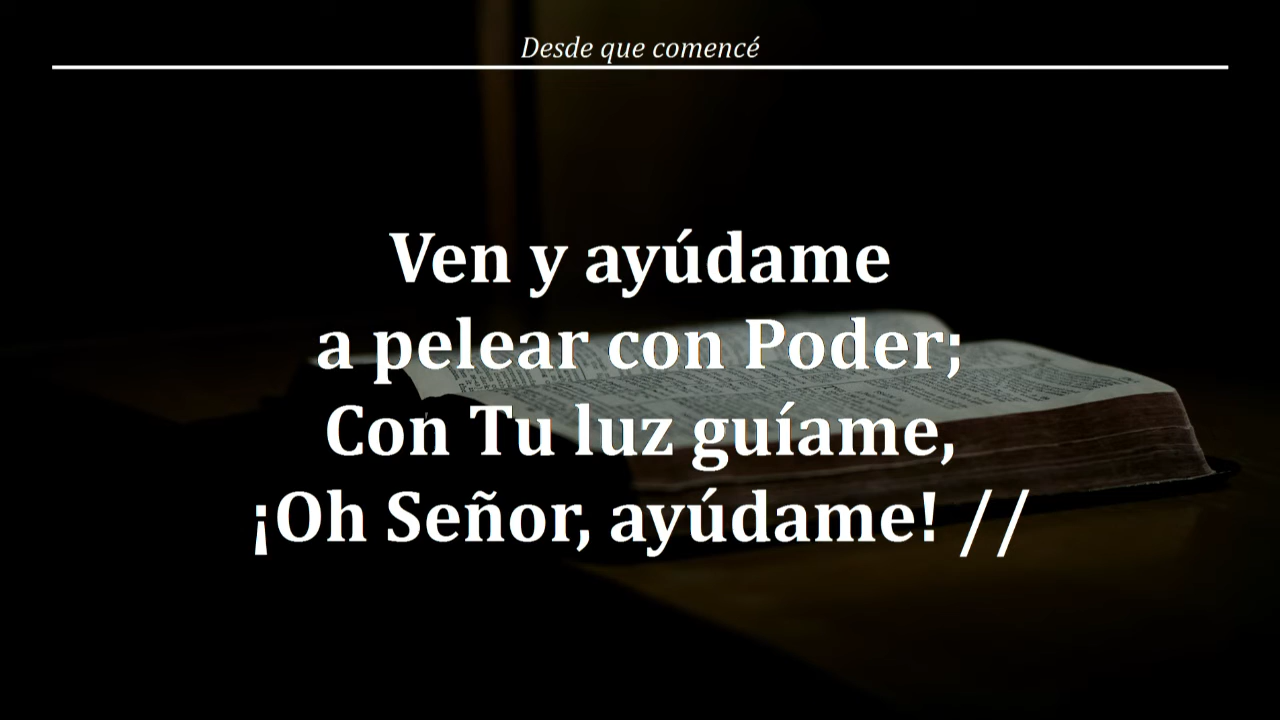 Desde que comencé
Ven y ayúdame
a pelear con Poder;
Con Tu luz guíame,
¡Oh Señor, ayúdame! //